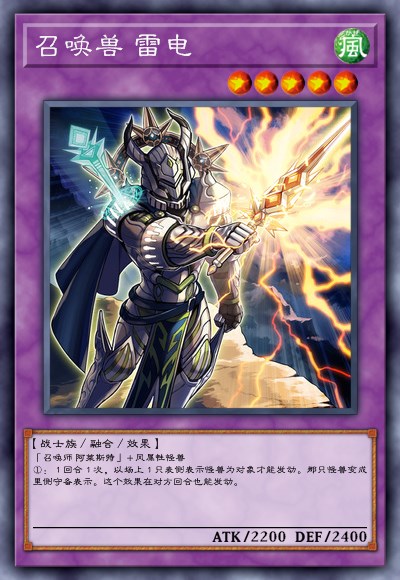 召唤兽 雷电
風
【战士族／融合／效果】
「召唤师 阿莱斯特」＋风属性怪兽
①：1回合1次，以场上1只表侧表示怪兽为对象才能发动。那只怪兽变成
里侧守备表示。这个效果在对方回合也能发动。
ATK/2200 DEF/2400